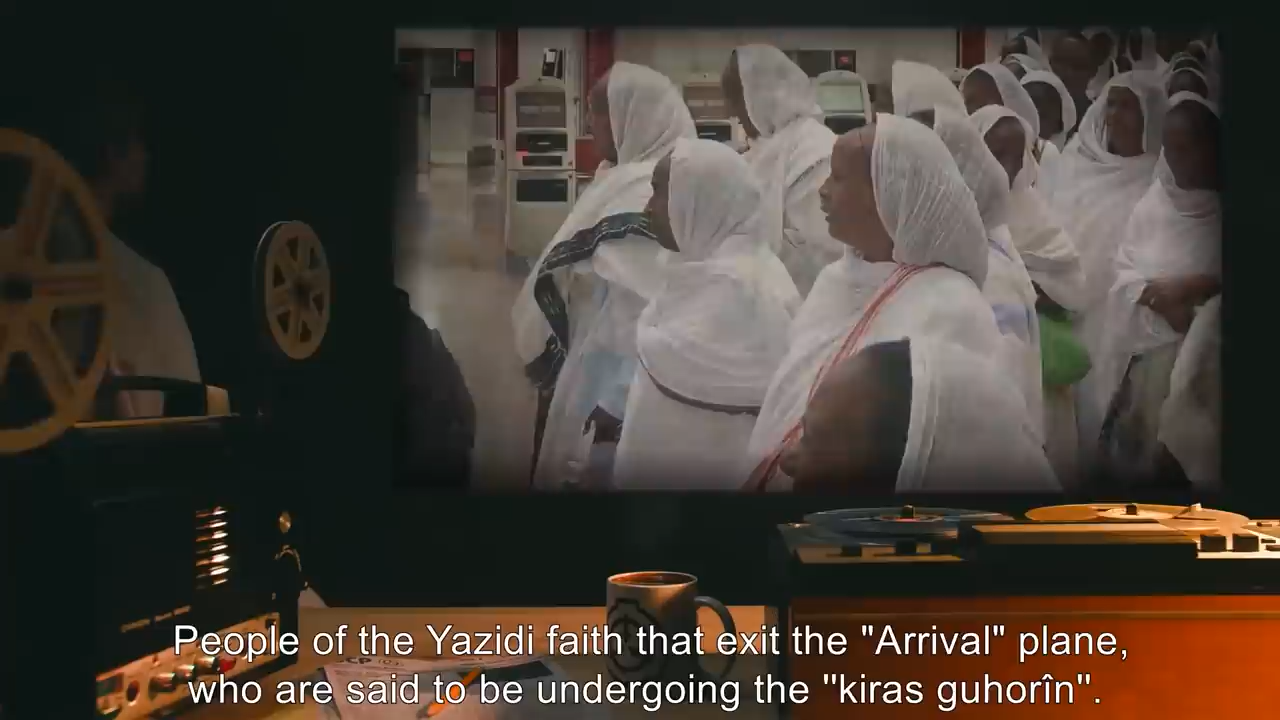 People of the Yazidi faith that exit the "Arrival" plane,
who are said to be undergoing the "kiras guhorîn".